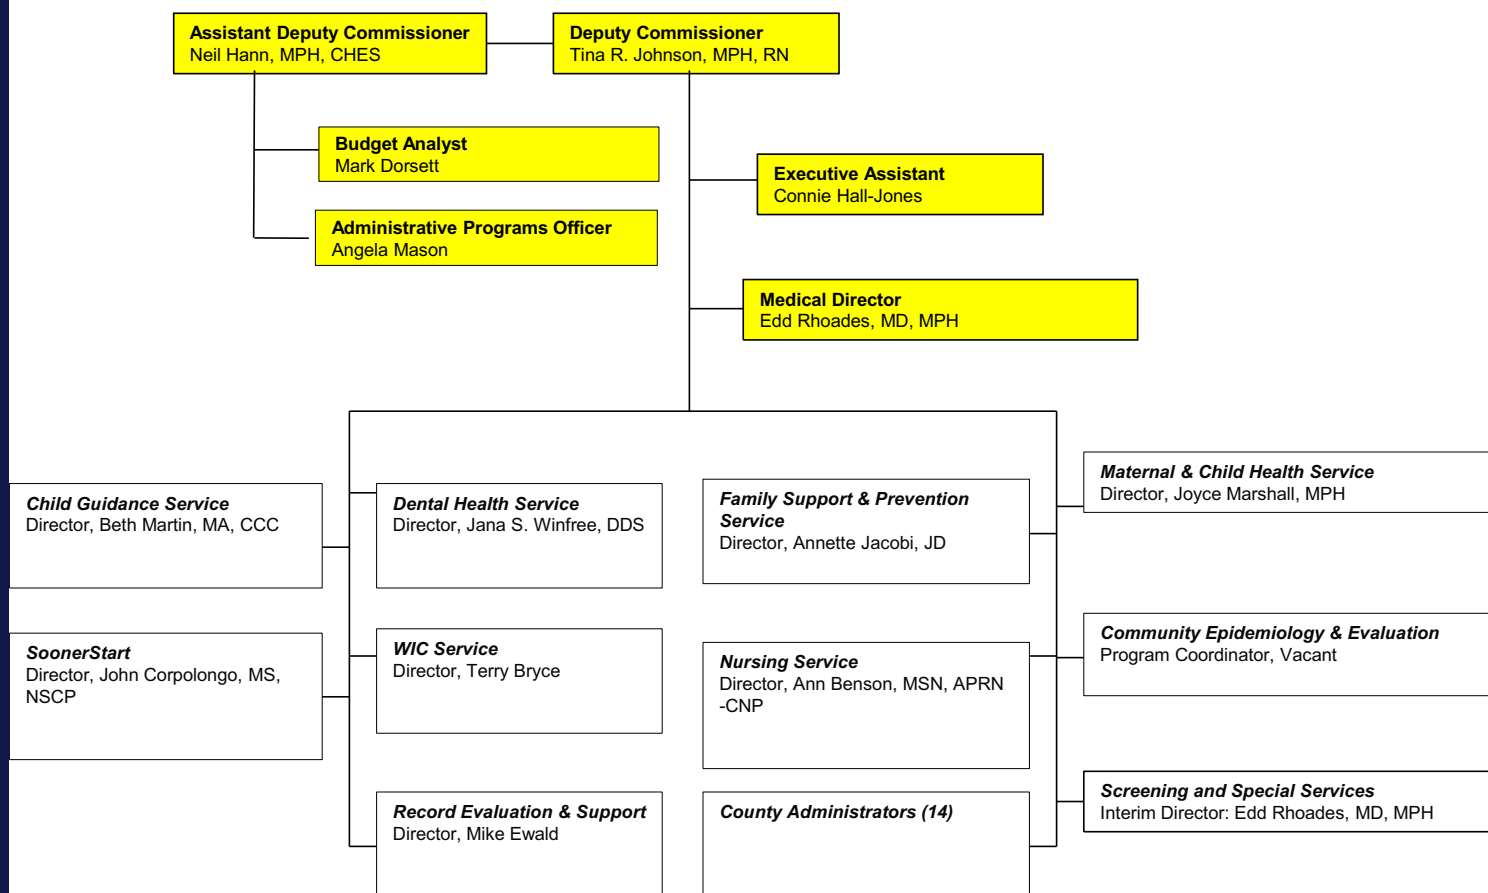 Assistant Deputy Commissioner
Neil Hann, MPH, CHES
Deputy Commissioner
Tina R. Johnson, MPH, RN
Budget Analyst
Mark Dorsett
Executive Assistant
Connie Hall-Jones
Administrative Programs Officer
Angela Mason
Medical Director
Edd Rhoades, MD, MPH
Child Guidance Service
Director, Beth Martin, MA, CCC
Dental Health Service
Director, Jana S. Winfree, DDS
Family Support & Prevention
Service
Director, Annette Jacobi, JD
Maternal & Child Health Service
Director, Joyce Marshall, MPH
SoonerStart
Director, John Corpolongo, MS,
NSCP
WIC Service
Director, Terry Bryce
Nursing Service
Director, Ann Benson, MSN, APRN
-CNP
Community Epidemiology & Evaluation
Program Coordinator, Vacant
Record Evaluation & Support
Director, Mike Ewald
County Administrators (14)
Screening and Special Services
Interim Director: Edd Rhoades, MD, MPH